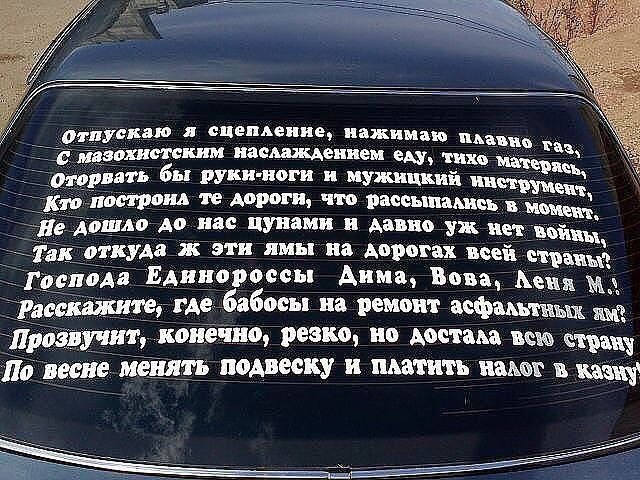 Отпускаю я сцепление, нажимаю плавно газ,
С мазохистским наслаждением еду, тихо матерясь,
Оторвать бы руки-ноги и мужицкий инструмент,
Кто построил те дороги, что рассыпались в момент.
Не дошло до нас цунами и давно уж нет войны,
Так откуда ж эти ямы на дорогах всей страны?
Господа Единороссы Дима, Вова, Леня М.!
Расскажите, где бабосы на ремонт асфальтных ям?
Прозвучит, конечно, резко, но достала всю страну
По весне менять подвеску и платить налог в казну!